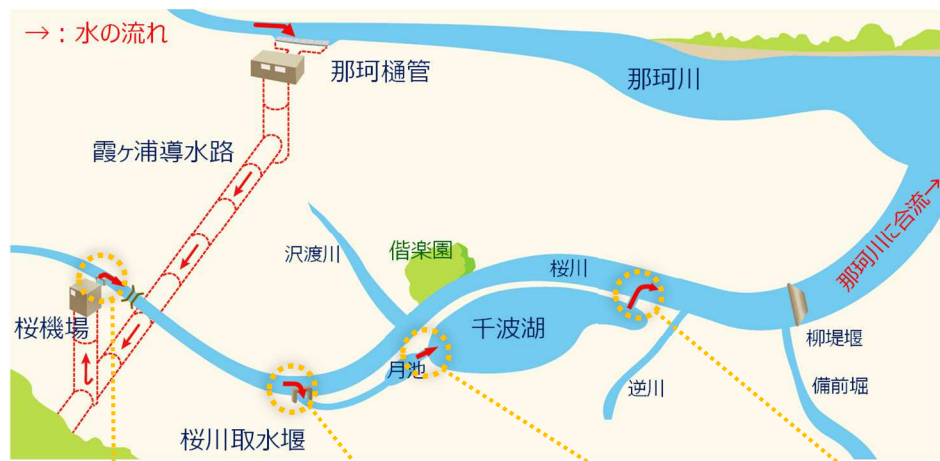 →：水の流れ
那珂樋管
那珂川
霞ヶ浦導水路
那珂川に合流→
沢渡川
偕楽園
桜川
桜機場
千波湖
柳堤堰
月池
逆川
備前堀
桜川取水堰